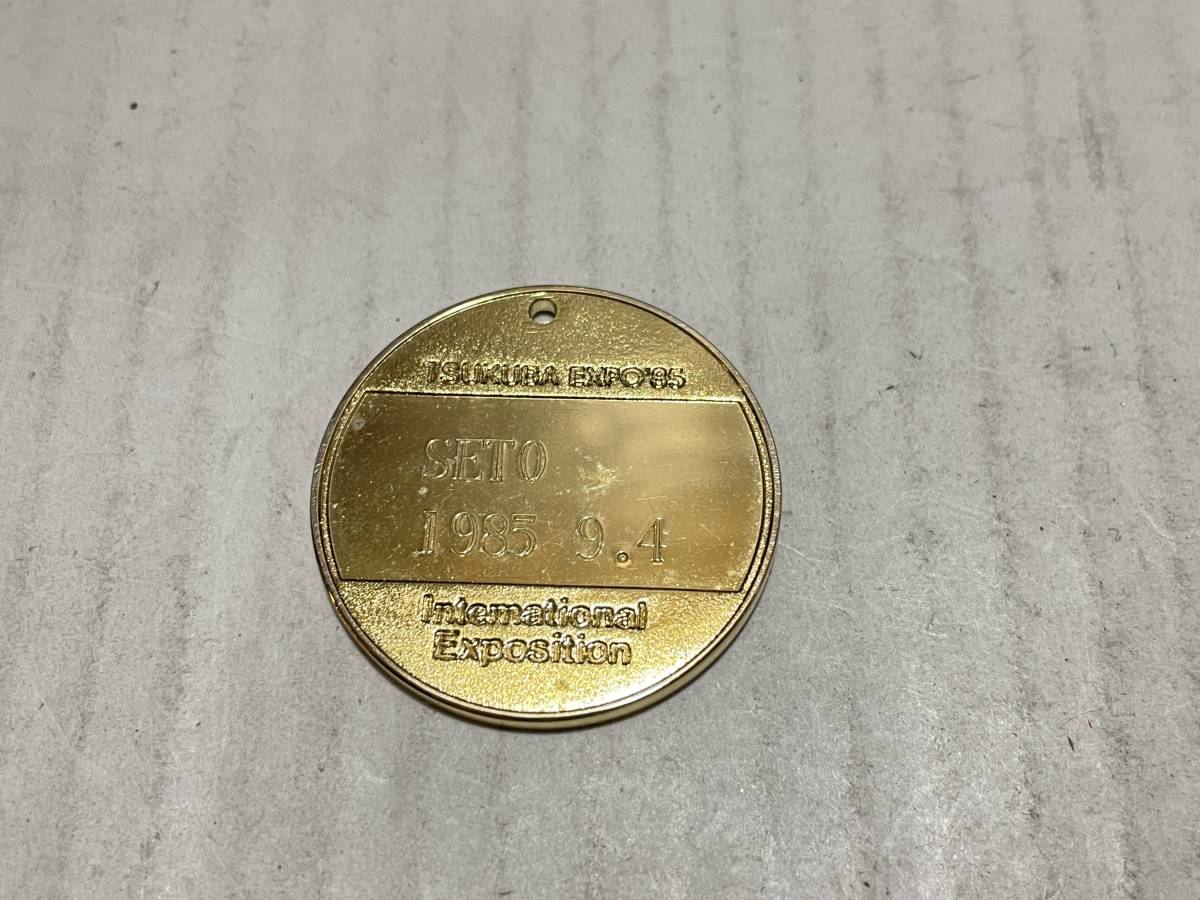 TSUKUBA EXPO'85
SETO
1985 9.4
International
Exposition